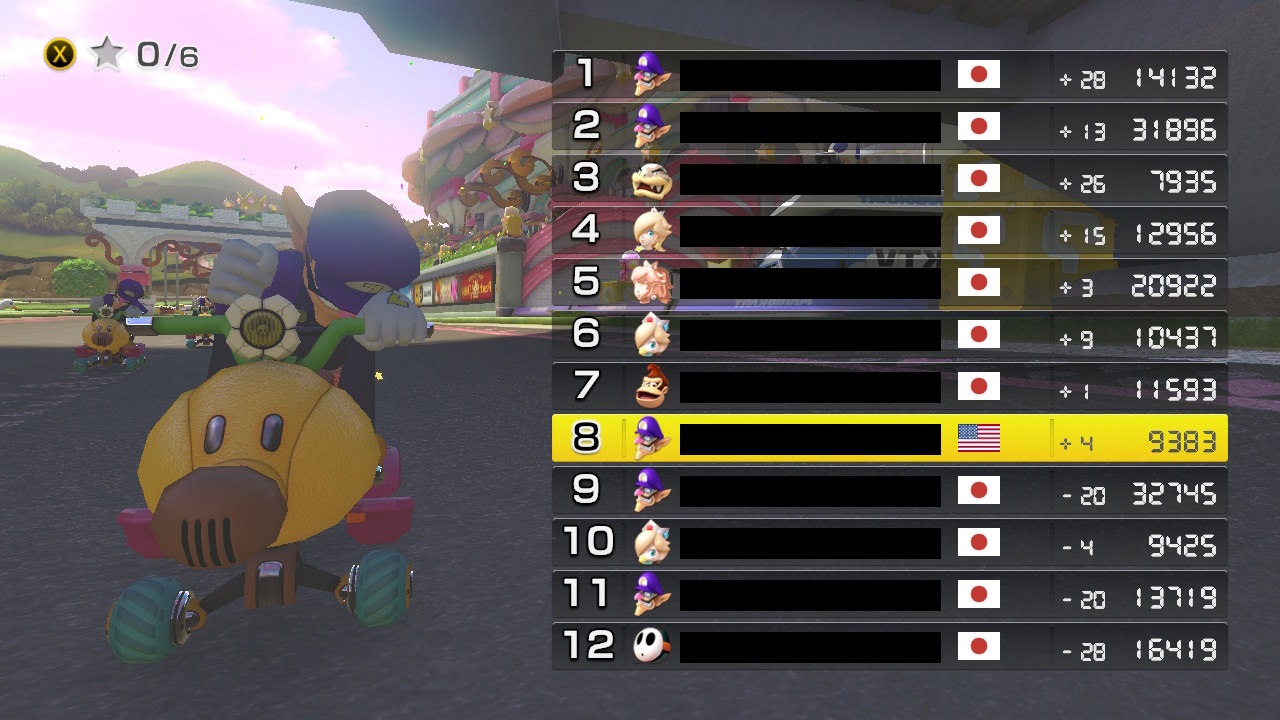 X 0/6
1 + 28 14132
2 + 13 31896
3 + 26 7935
4 + 15 12956
5 + 3 20922
6 + 9 10437
7 + 1 11593
8 + 4 9383
9 - 20 32745
10 - 4 9425
11 - 20 13719
12 - 28 16419